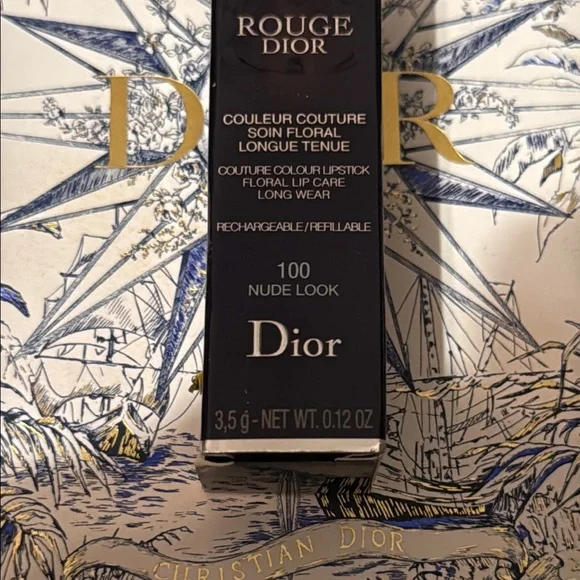 ROUGE
DIOR
D R
COULEUR COUTURE
SOIN FLORAL
LONGUE TENUE
COUTURE COLOUR LIPSTICK
FLORAL LIP CARE
LONG WEAR
RECHARGEABLE/REFILLABLE
100
NUDE LOOK
Dior
3,5 g - NET WT. 0.12 OZ
CHRISTIAN DIOR